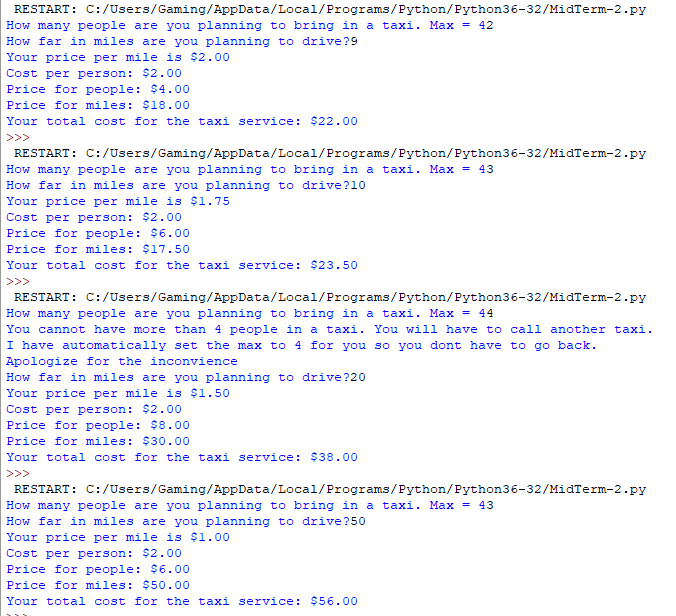 RESTART: C:/Users/Gaming/AppData/Local/Programs/Python/Python36-32/MidTerm-2.py
How many people are you planning to bring in a taxi. Max = 42
How far in miles are you planning to drive?9
Your price per mile is $2.00
Cost per person: $2.00
Price for people: $4.00
Price for miles: $18.00
Your total cost for the taxi service: $22.00
>>>
RESTART: C:/Users/Gaming/AppData/Local/Programs/Python/Python36-32/MidTerm-2.py
How many people are you planning to bring in a taxi. Max = 43
How far in miles are you planning to drive?10
Your price per mile is $1.75
Cost per person: $2.00
Price for people: $6.00
Price for miles: $17.50
Your total cost for the taxi service: $23.50
>>>
RESTART: C:/Users/Gaming/AppData/Local/Programs/Python/Python36-32/MidTerm-2.py
How many people are you planning to bring in a taxi. Max = 44
You cannot have more than 4 people in a taxi. You will have to call another taxi.
I have automatically set the max to 4 for you so you dont have to go back.
Apologize for the inconvience
How far in miles are you planning to drive?20
Your price per mile is $1.50
Cost per person: $2.00
Price for people: $8.00
Price for miles: $30.00
Your total cost for the taxi service: $38.00
>>>
RESTART: C:/Users/Gaming/AppData/Local/Programs/Python/Python36-32/MidTerm-2.py
How many people are you planning to bring in a taxi. Max = 43
How far in miles are you planning to drive?50
Your price per mile is $1.00
Cost per person: $2.00
Price for people: $6.00
Price for miles: $50.00
Your total cost for the taxi service: $56.00
>>>